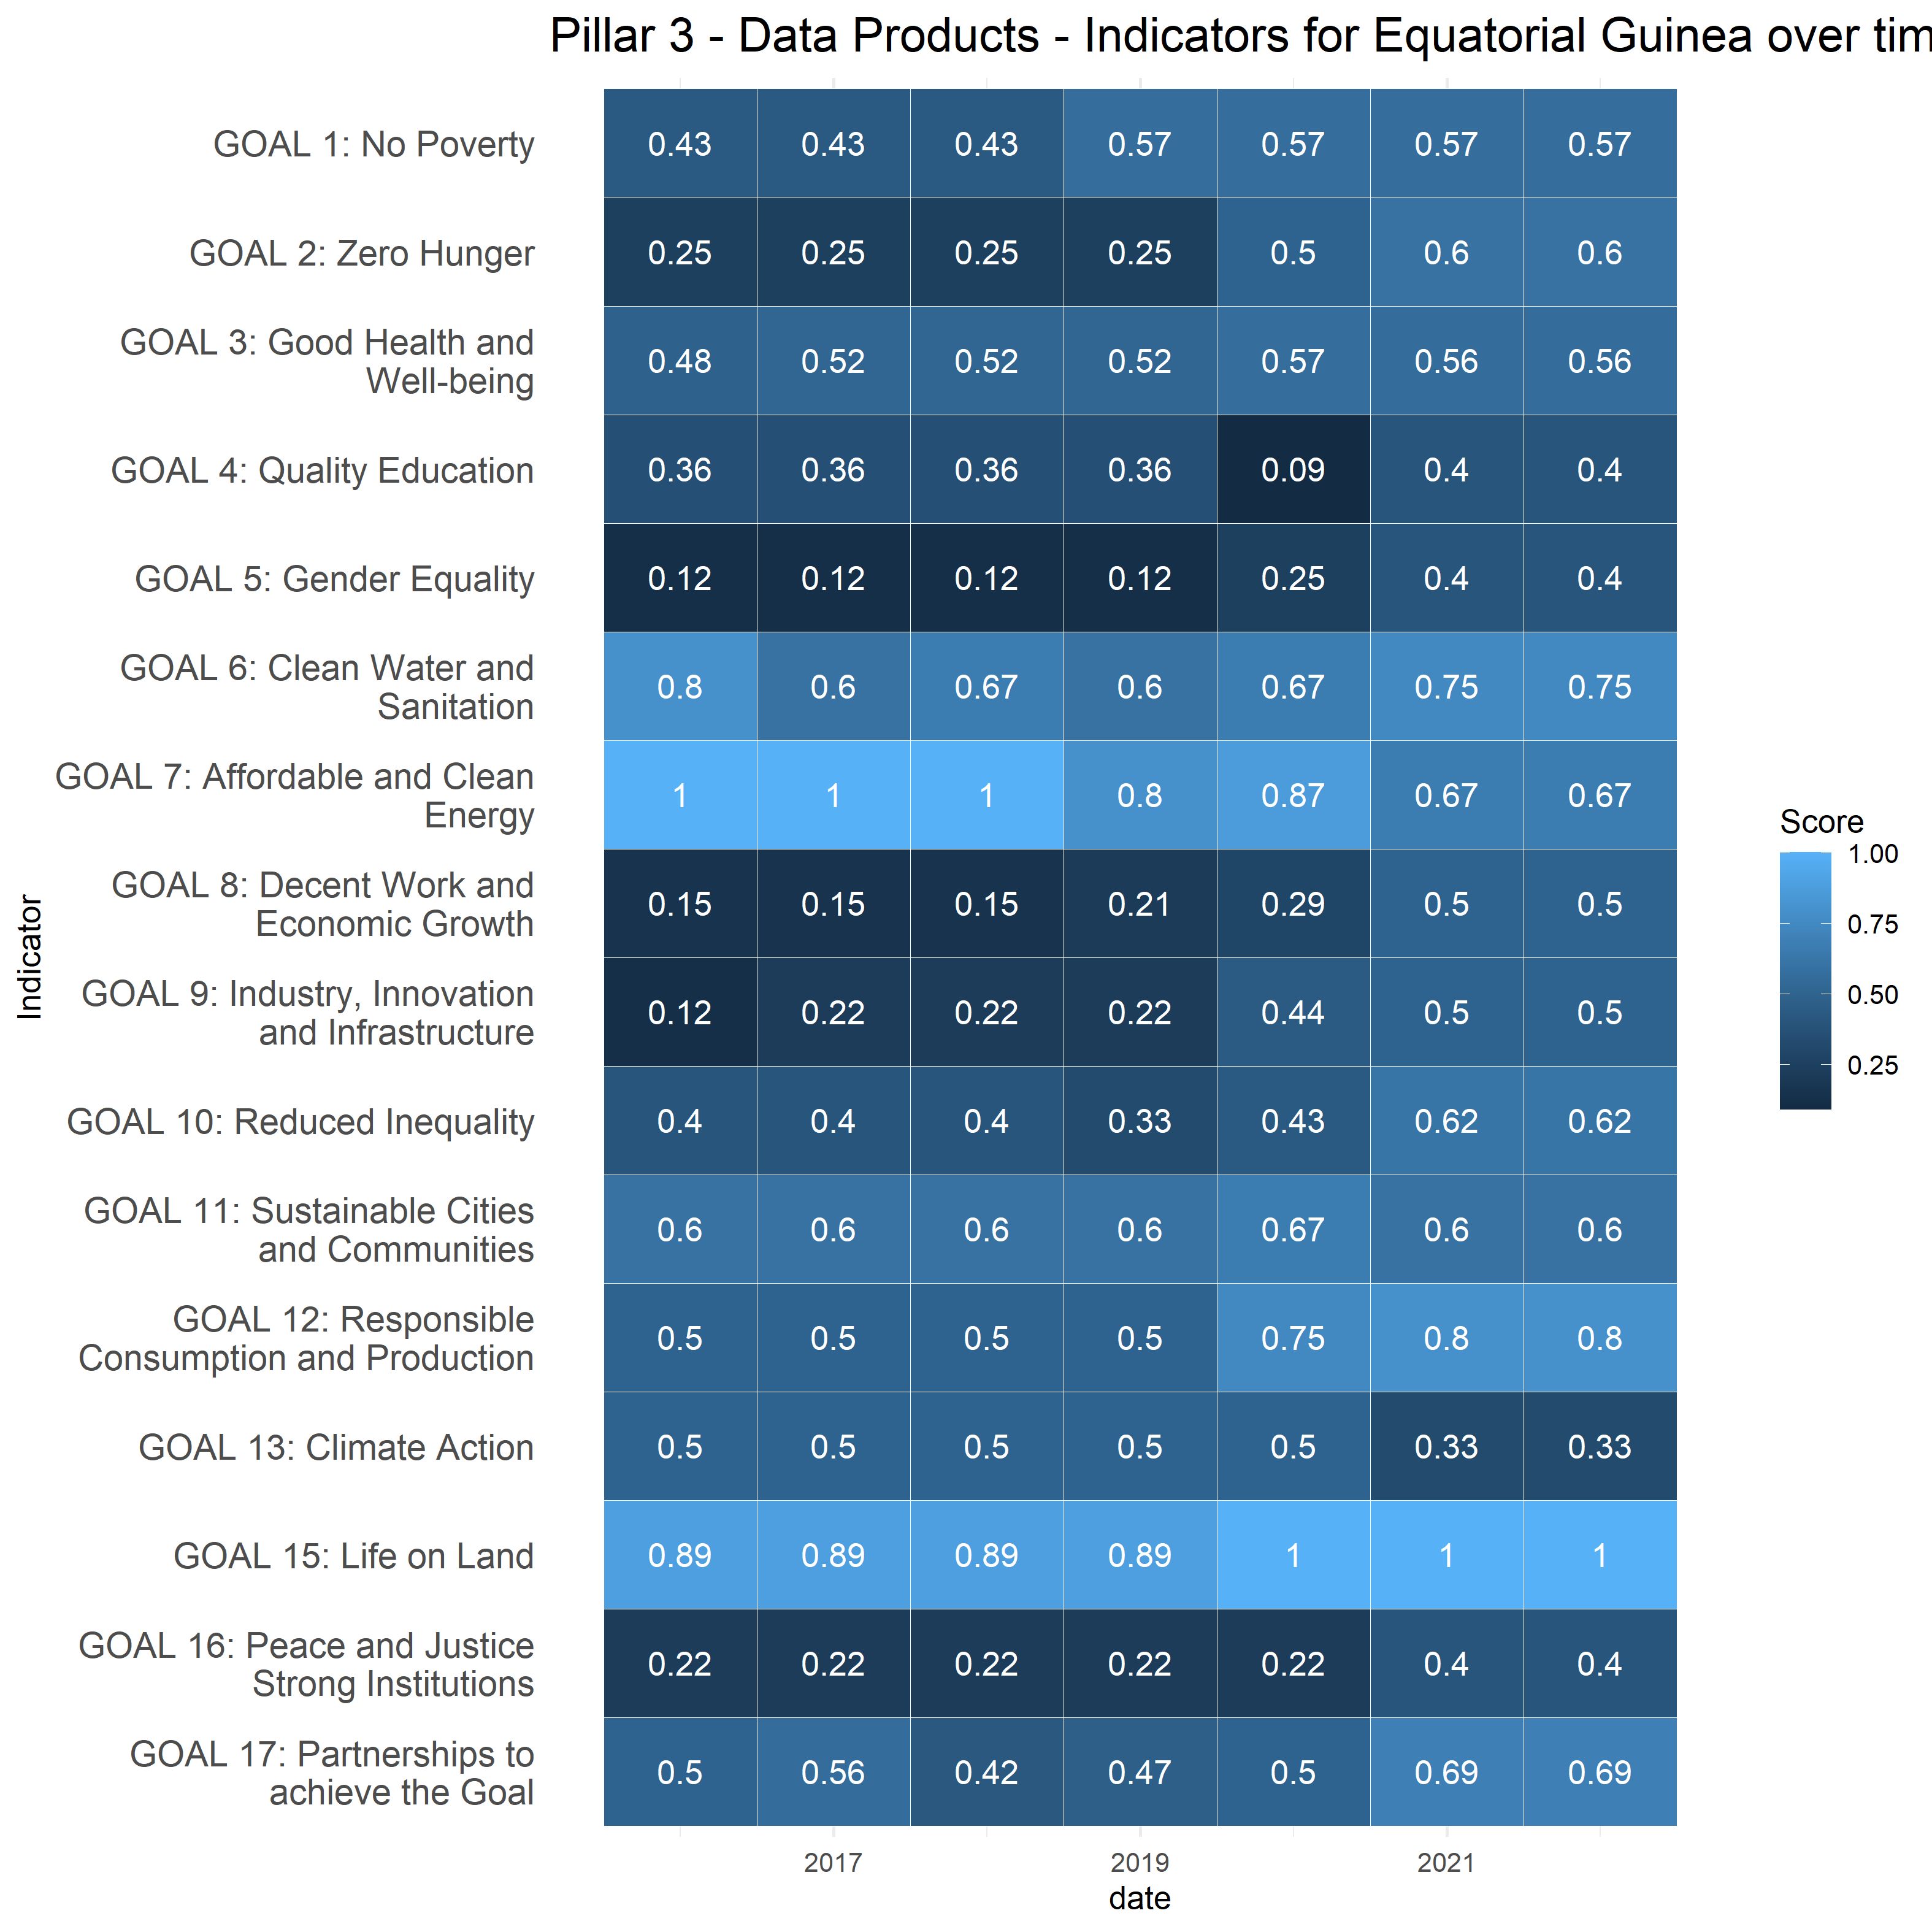 Pillar 3 - Data Products - Indicators for Equatorial Guinea over tim
GOAL 1: No Poverty
0.43 0.43 0.43 0.57 0.57 0.57 0.57
GOAL 2: Zero Hunger
0.25 0.25 0.25 0.25 0.5 0.6 0.6
GOAL 3: Good Health and
Well-being
0.48 0.52 0.52 0.52 0.57 0.56 0.56
GOAL 4: Quality Education
0.36 0.36 0.36 0.36 0.09 0.4 0.4
GOAL 5: Gender Equality
0.12 0.12 0.12 0.12 0.25 0.4 0.4
GOAL 6: Clean Water and
Sanitation
0.8 0.6 0.67 0.6 0.67 0.75 0.75
GOAL 7: Affordable and Clean
Energy
1 1 1 0.8 0.87 0.67 0.67
GOAL 8: Decent Work and
Economic Growth
0.15 0.15 0.15 0.21 0.29 0.5 0.5
GOAL 9: Industry, Innovation
and Infrastructure
0.12 0.22 0.22 0.22 0.44 0.5 0.5
GOAL 10: Reduced Inequality
0.4 0.4 0.4 0.33 0.43 0.62 0.62
GOAL 11: Sustainable Cities
and Communities
0.6 0.6 0.6 0.6 0.67 0.6 0.6
GOAL 12: Responsible
Consumption and Production
0.5 0.5 0.5 0.5 0.75 0.8 0.8
GOAL 13: Climate Action
0.5 0.5 0.5 0.5 0.5 0.33 0.33
GOAL 15: Life on Land
0.89 0.89 0.89 0.89 1 1 1
GOAL 16: Peace and Justice
Strong Institutions
0.22 0.22 0.22 0.22 0.22 0.4 0.4
GOAL 17: Partnerships to
achieve the Goal
0.5 0.56 0.42 0.47 0.5 0.69 0.69
2017 2019 2021
date
Indicator
Score
1.00
0.75
0.50
0.25